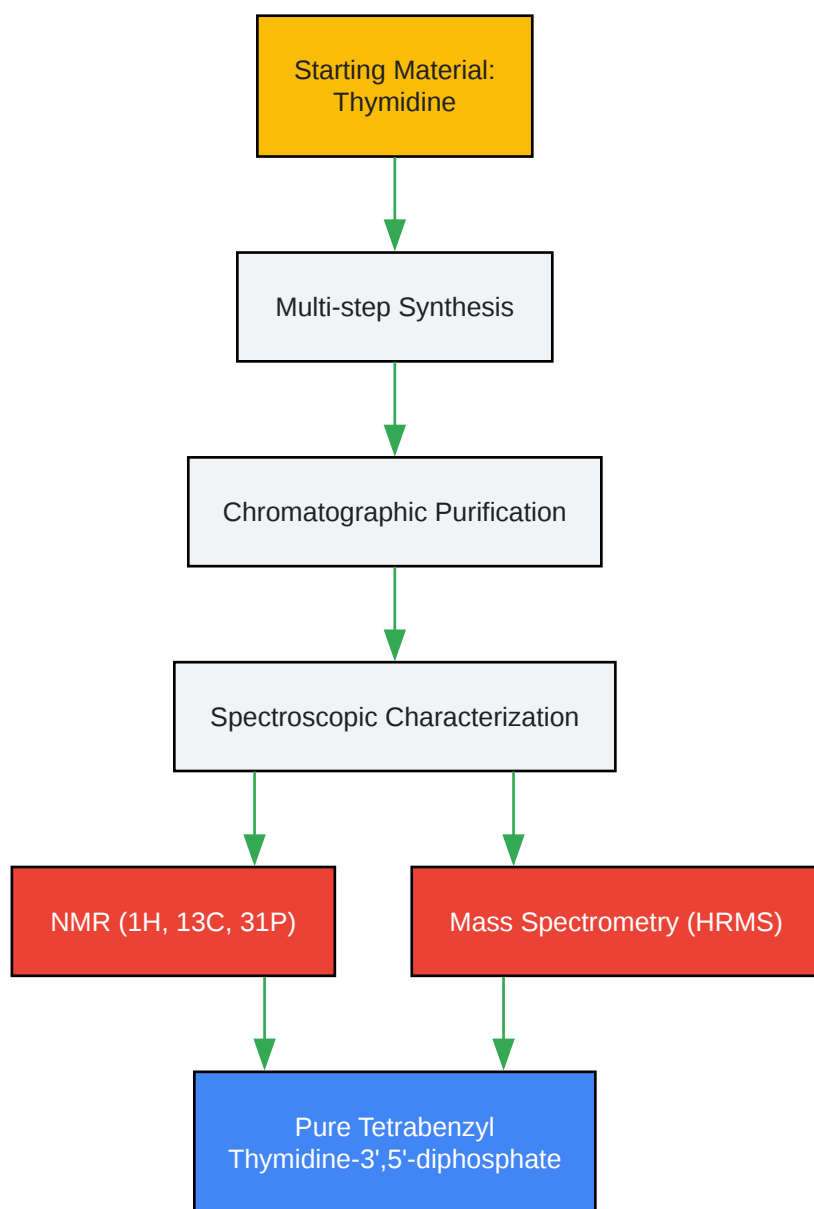 Starting Material:
Thymidine
Multi-step Synthesis
Chromatographic Purification
Spectroscopic Characterization
NMR (1H, 13C, 31P)
Mass Spectrometry (HRMS)
Pure Tetrabenzyl
Thymidine-3',5'-diphosphate